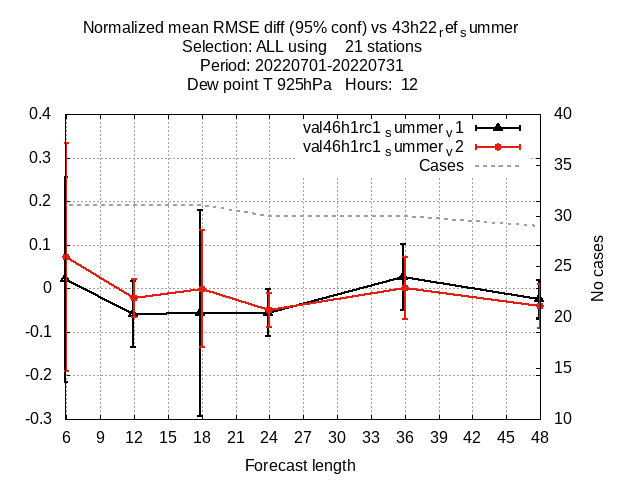 Normalized mean RMSE diff (95% conf) vs 43h22refsummer
Selection: ALL using    21 stations
Period: 20220701-20220731
Dew point T 925hPa   Hours:  12
val46h1rc1summerv1
val46h1rc1summerv2
Cases
0.4
0.3
0.2
0.1
0
-0.1
-0.2
-0.3
40
35
30
25
20
15
10
No cases
6 9 12 15 18 21 24 27 30 33 36 39 42 45 48
Forecast length